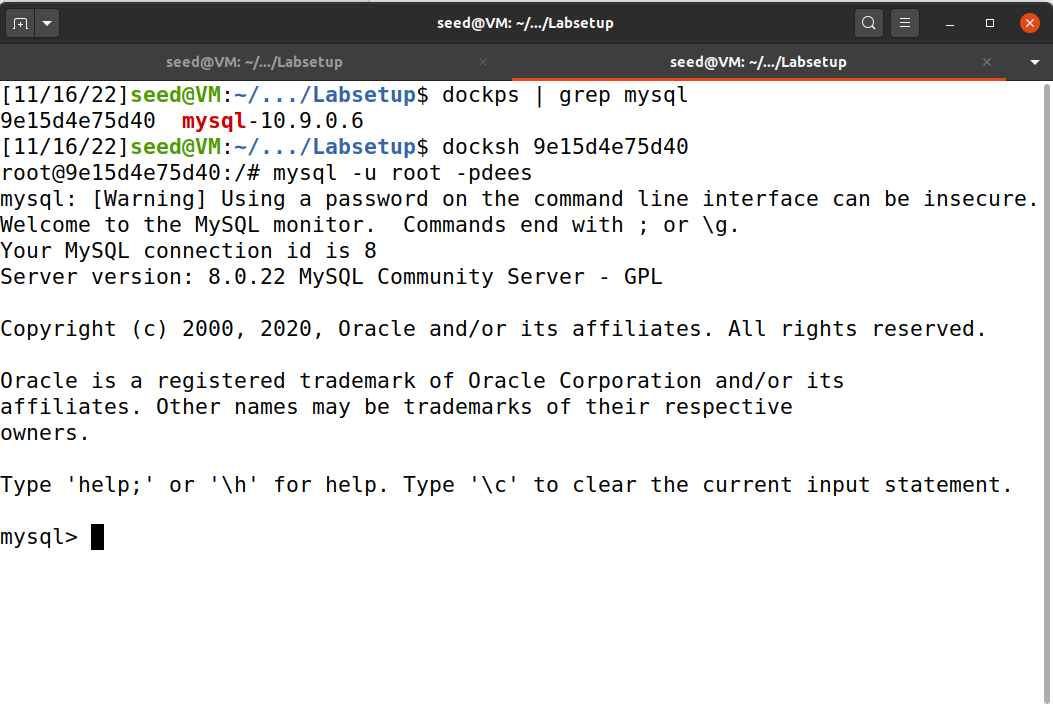 seed@VM: ~/.../Labsetup
seed@VM: ~/.../Labsetup
seed@VM: ~/.../Labsetup
[11/16/22]seed@VM:~/.../Labsetup$ dockps | grep mysql
9e15d4e75d40  mysql-10.9.0.6
[11/16/22]seed@VM:~/.../Labsetup$ docksh 9e15d4e75d40
root@9e15d4e75d40:/# mysql -u root -pdees
mysql: [Warning] Using a password on the command line interface can be insecure.
Welcome to the MySQL monitor.  Commands end with ; or \g.
Your MySQL connection id is 8
Server version: 8.0.22 MySQL Community Server - GPL

Copyright (c) 2000, 2020, Oracle and/or its affiliates. All rights reserved.

Oracle is a registered trademark of Oracle Corporation and/or its
affiliates. Other names may be trademarks of their respective
owners.

Type 'help;' or '\h' for help. Type '\c' to clear the current input statement.

mysql>